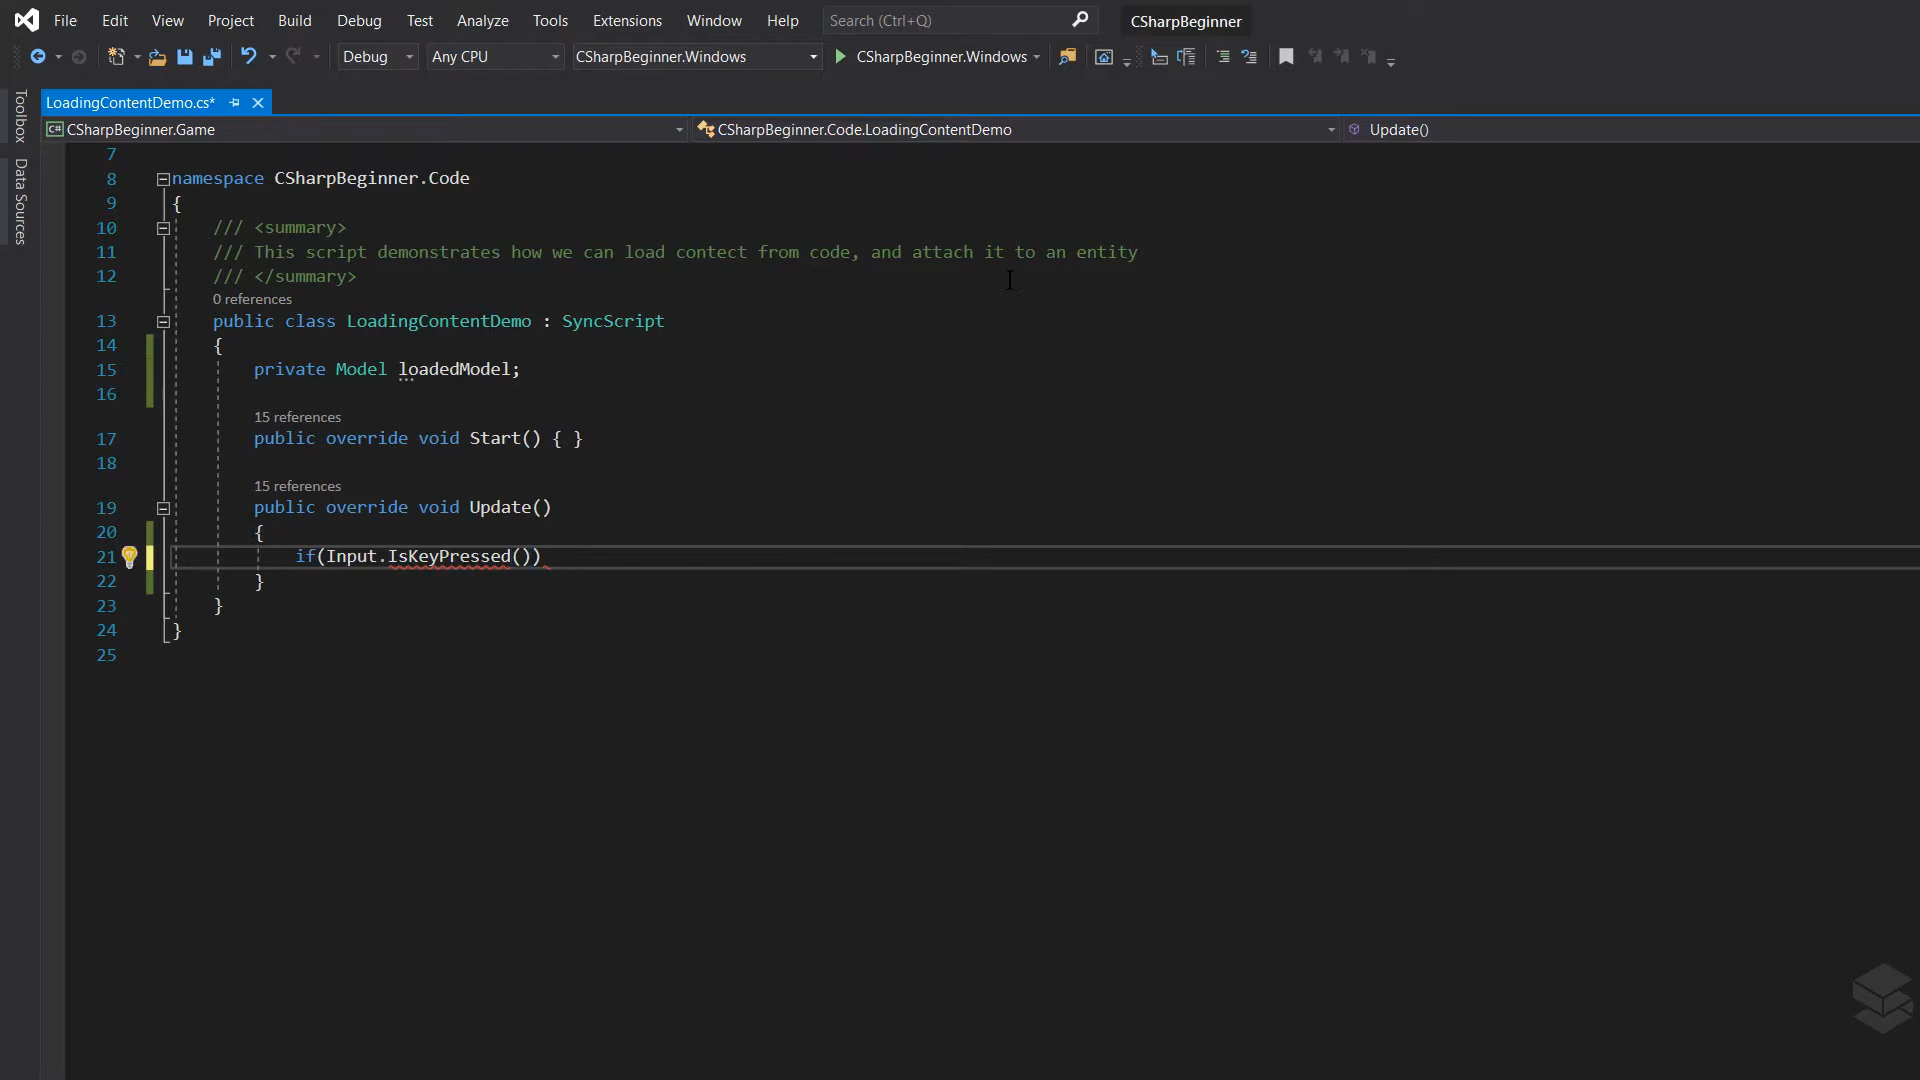 File Edit View Project Build Debug Test Analyze Tools Extensions Window Help Search (Ctrl+Q) CSharpBeginner
Debug Any CPU CSharpBeginner.Windows CSharpBeginner.Windows
Toolbox
Data Sources
LoadingContentDemo.cs*
C# CSharpBeginner.Game CSharpBeginner.Code.LoadingContentDemo Update()
7
8 namespace CSharpBeginner.Code
9 {
10 /// <summary>
11 /// This script demonstrates how we can load contect from code, and attach it to an entity
12 /// </summary>
0 references
13 public class LoadingContentDemo : SyncScript
14 {
15 private Model loadedModel;
16
15 references
17 public override void Start() { }
18
15 references
19 public override void Update()
20 {
21 if(Input.IsKeyPressed())
22 }
23 }
24 }
25